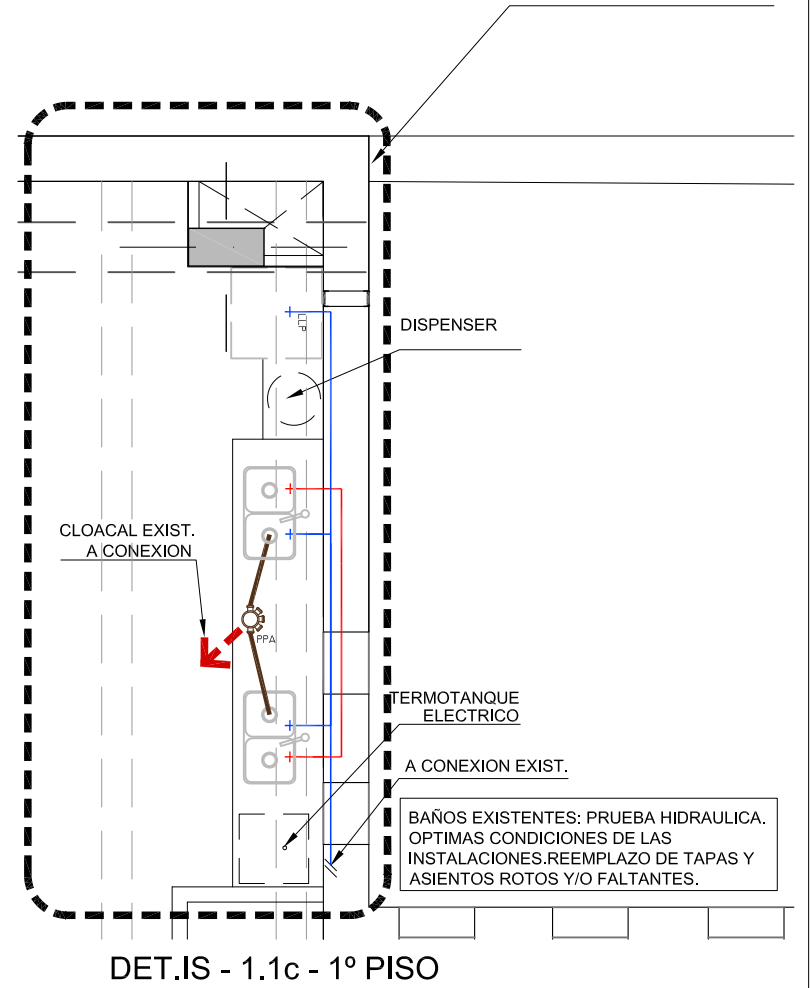 LLP
DISPENSER
CLOACAL EXIST.
A CONEXION
PPA
TERMOTANQUE
ELECTRICO
A CONEXION EXIST.
BAÑOS EXISTENTES: PRUEBA HIDRAULICA.
OPTIMAS CONDICIONES DE LAS
INSTALACIONES.REEMPLAZO DE TAPAS Y
ASIENTOS ROTOS Y/O FALTANTES.
DET.IS - 1.1c - 1º PISO